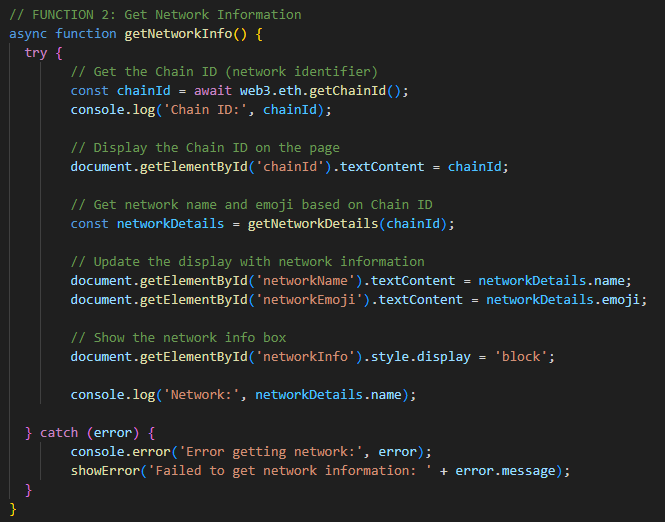 // FUNCTION 2: Get Network Information
async function getNetworkInfo() {
try {
// Get the Chain ID (network identifier)
const chainId = await web3.eth.getChainId();
console.log('Chain ID:', chainId);
// Display the Chain ID on the page
document.getElementById('chainId').textContent = chainId;
// Get network name and emoji based on Chain ID
const networkDetails = getNetworkDetails(chainId);
// Update the display with network information
document.getElementById('networkName').textContent = networkDetails.name;
document.getElementById('networkEmoji').textContent = networkDetails.emoji;
// Show the network info box
document.getElementById('networkInfo').style.display = 'block';
console.log('Network:', networkDetails.name);
} catch (error) {
console.error('Error getting network:', error);
showError('Failed to get network information: ' + error.message);
}
}